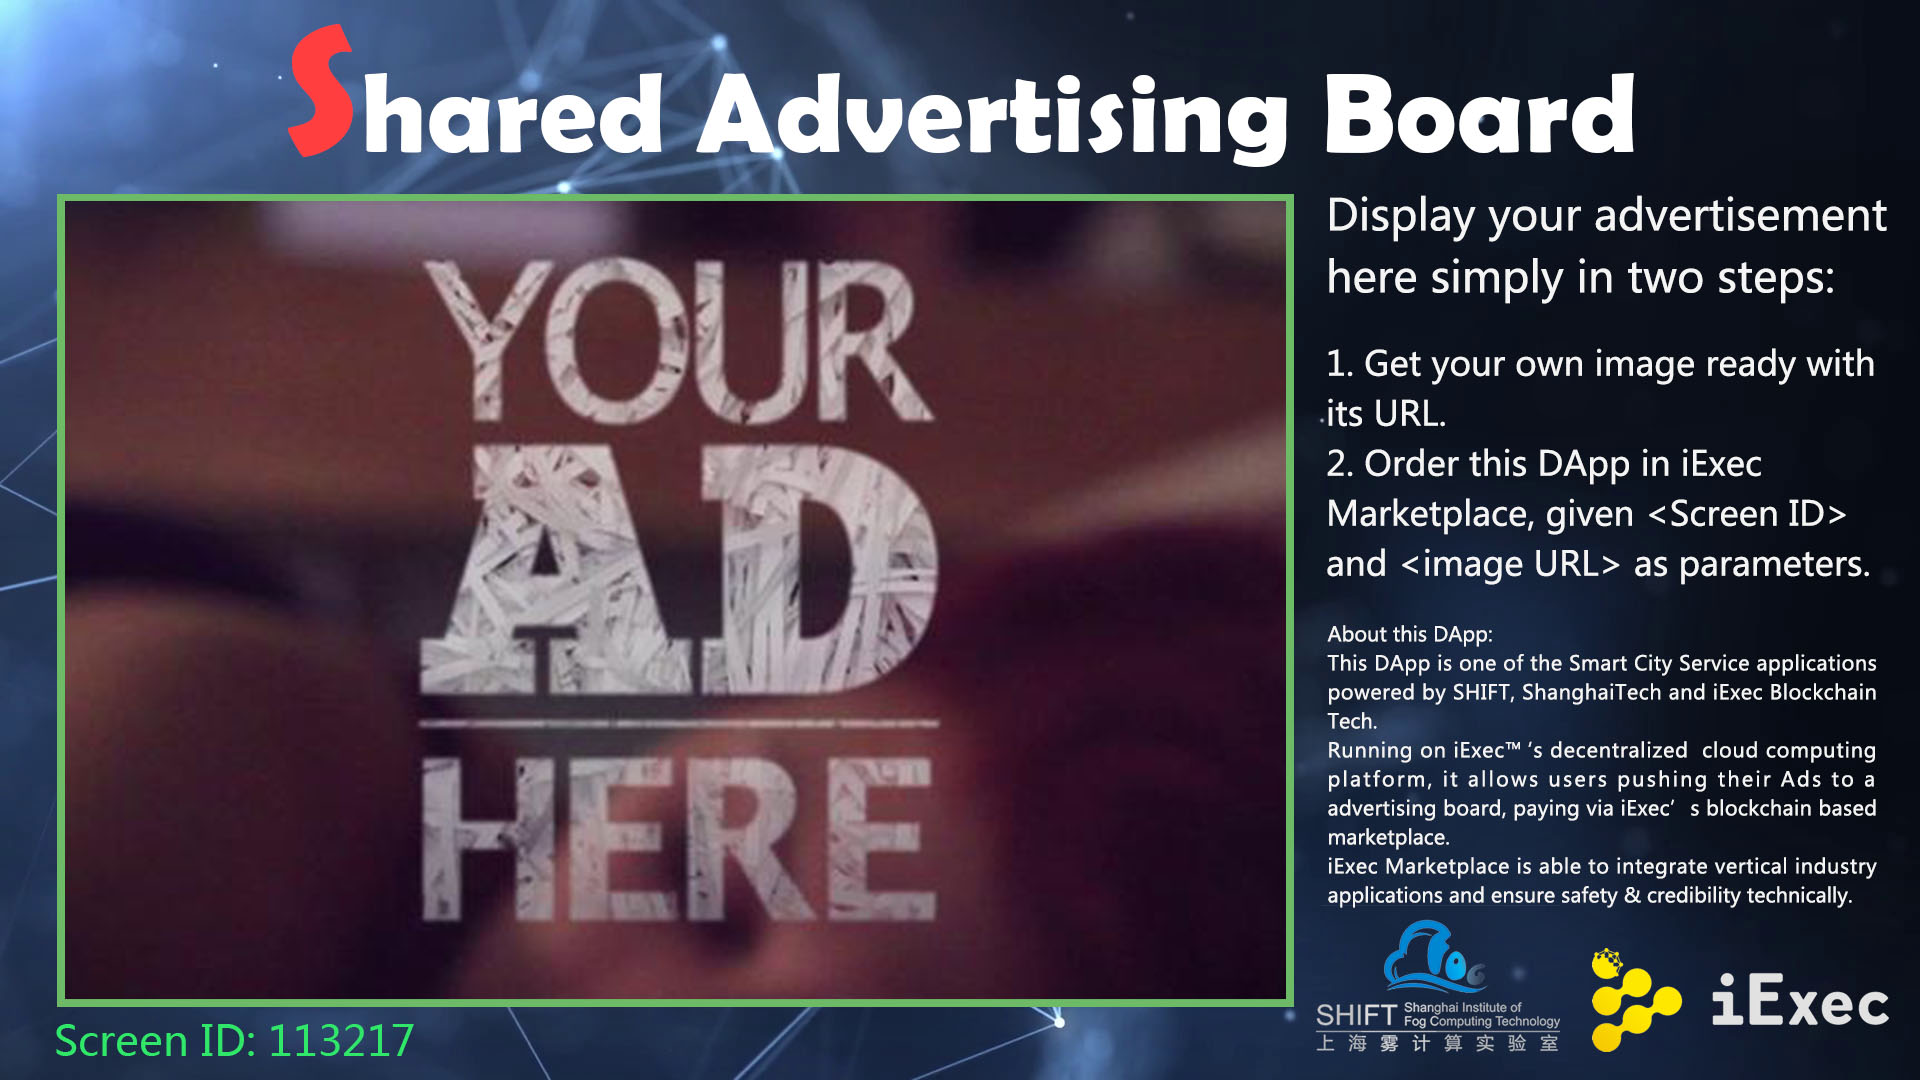 Shared Advertising Board
YOUR
AD
HERE
Display your advertisement
here simply in two steps:
1. Get your own image ready with
its URL.
2. Order this DApp in iExec
Marketplace, given <Screen ID>
and <image URL> as parameters.
About this DApp:
This DApp is one of the Smart City Service applications
powered by SHIFT, ShanghaiTech and iExec Blockchain
Tech.
Running on iExec™ ‘s decentralized cloud computing
platform, it allows users pushing their Ads to a
advertising board, paying via iExec’ s blockchain based
marketplace.
iExec Marketplace is able to integrate vertical industry
applications and ensure safety & credibility technically.
Fog
SHIFT Shanghai Institute of
Fog Computing Technology
上海雾计算实验室
iExec
Screen ID: 113217